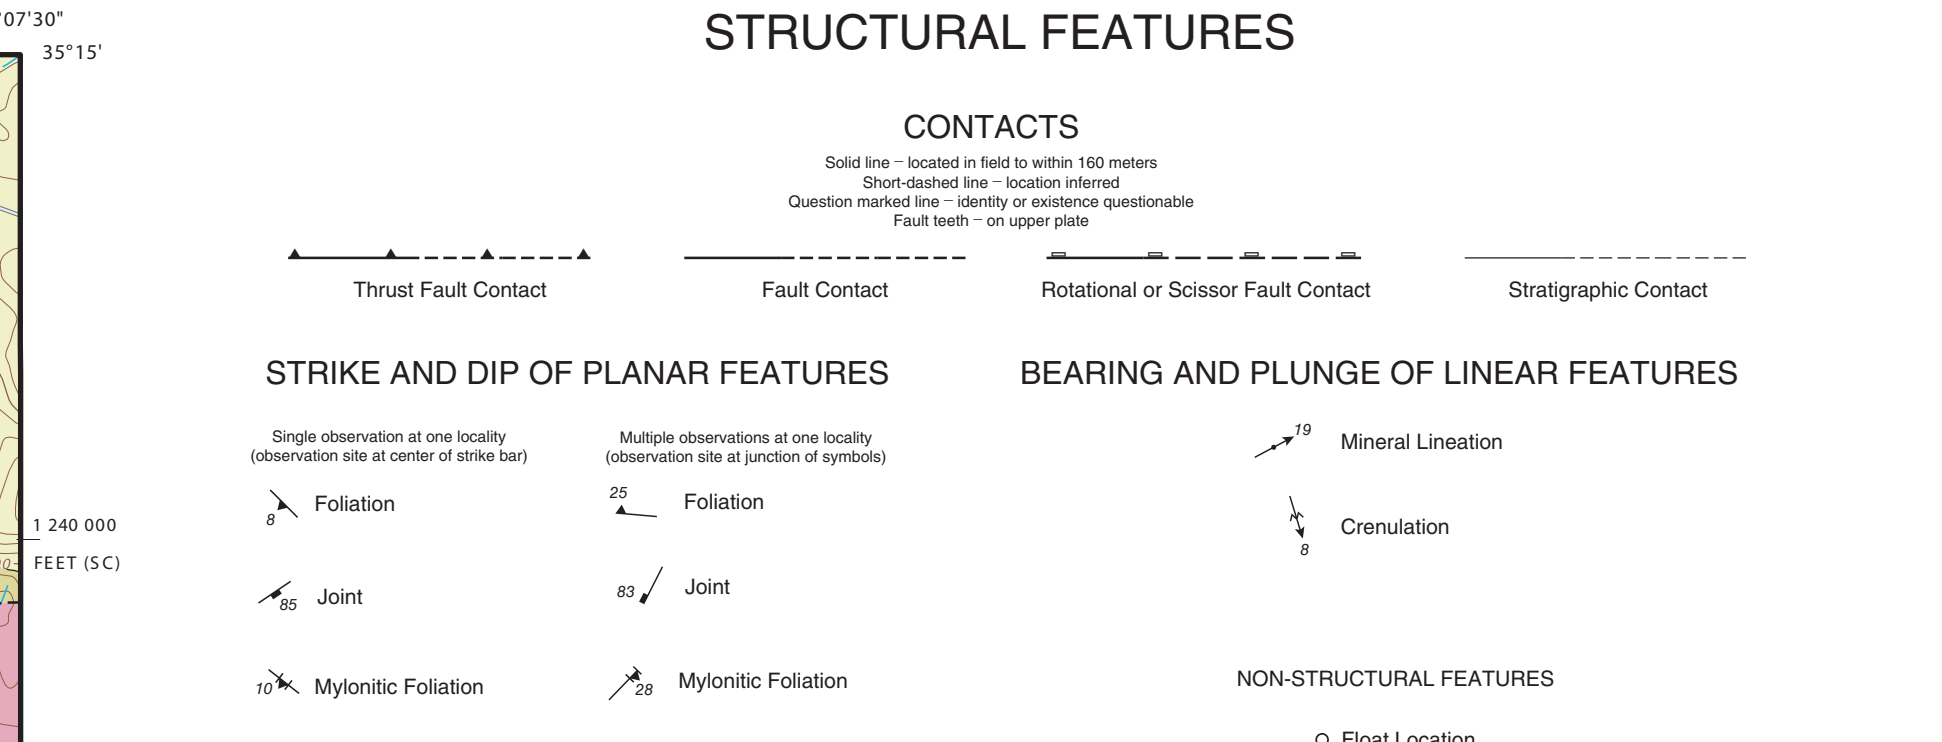 °07'30"
35°15'
STRUCTURAL FEATURES
CONTACTS
Solid line – located in field to within 160 meters
Short-dashed line – location inferred
Question marked line – identity or existence questionable
Fault teeth – on upper plate
Thrust Fault Contact
Fault Contact
Rotational or Scissor Fault Contact
Stratigraphic Contact
STRIKE AND DIP OF PLANAR FEATURES
Single observation at one locality
(observation site at center of strike bar)
8 Foliation
85 Joint
10 Mylonitic Foliation
Multiple observations at one locality
(observation site at junction of symbols)
25 Foliation
83 Joint
28 Mylonitic Foliation
BEARING AND PLUNGE OF LINEAR FEATURES
19 Mineral Lineation
Crenulation
8
NON-STRUCTURAL FEATURES
Float Location
1 240 000
FEET (SC)